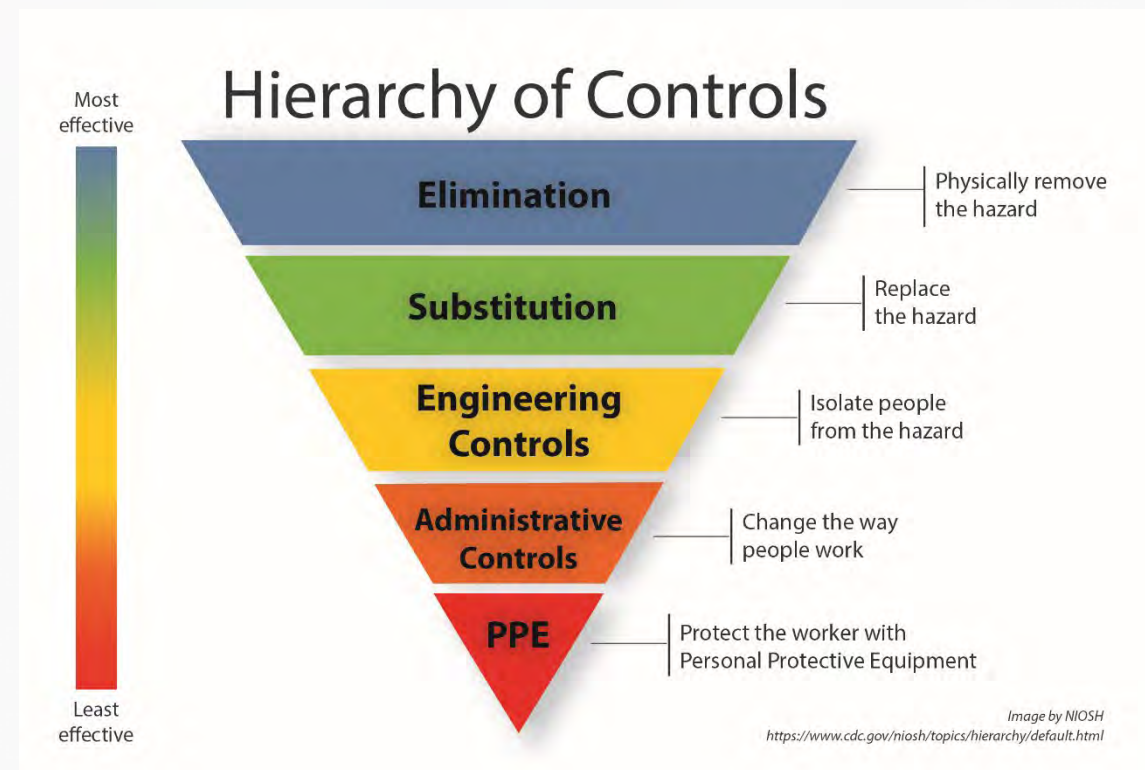 Hierarchy of Controls
Most
effective
Elimination
Physically remove
the hazard
Substitution
Replace
the hazard
Engineering
Controls
Isolate people
from the hazard
Administrative
Controls
Change the way
people work
PPE
Protect the worker with
Personal Protective Equipment
Least
effective
Image by NIOSH
https://www.cdc.gov/niosh/topics/hierarchy/default.html